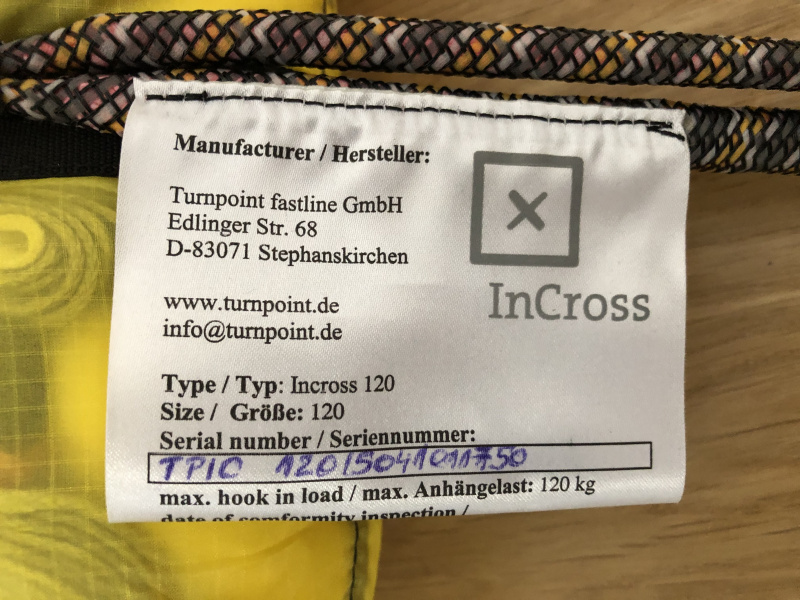 Manufacturer / Hersteller:
Turnpoint fastline GmbH
Edlinger Str. 68
D-83071 Stephanskirchen
www.turnpoint.de
info@turnpoint.de
InCross
Type / Typ: Incross 120
Size / Größe: 120
Serial number / Seriennummer:
TPIC 12015041011750
max. hook in load / max. Anhängelast: 120 kg
date of comformity inspection /